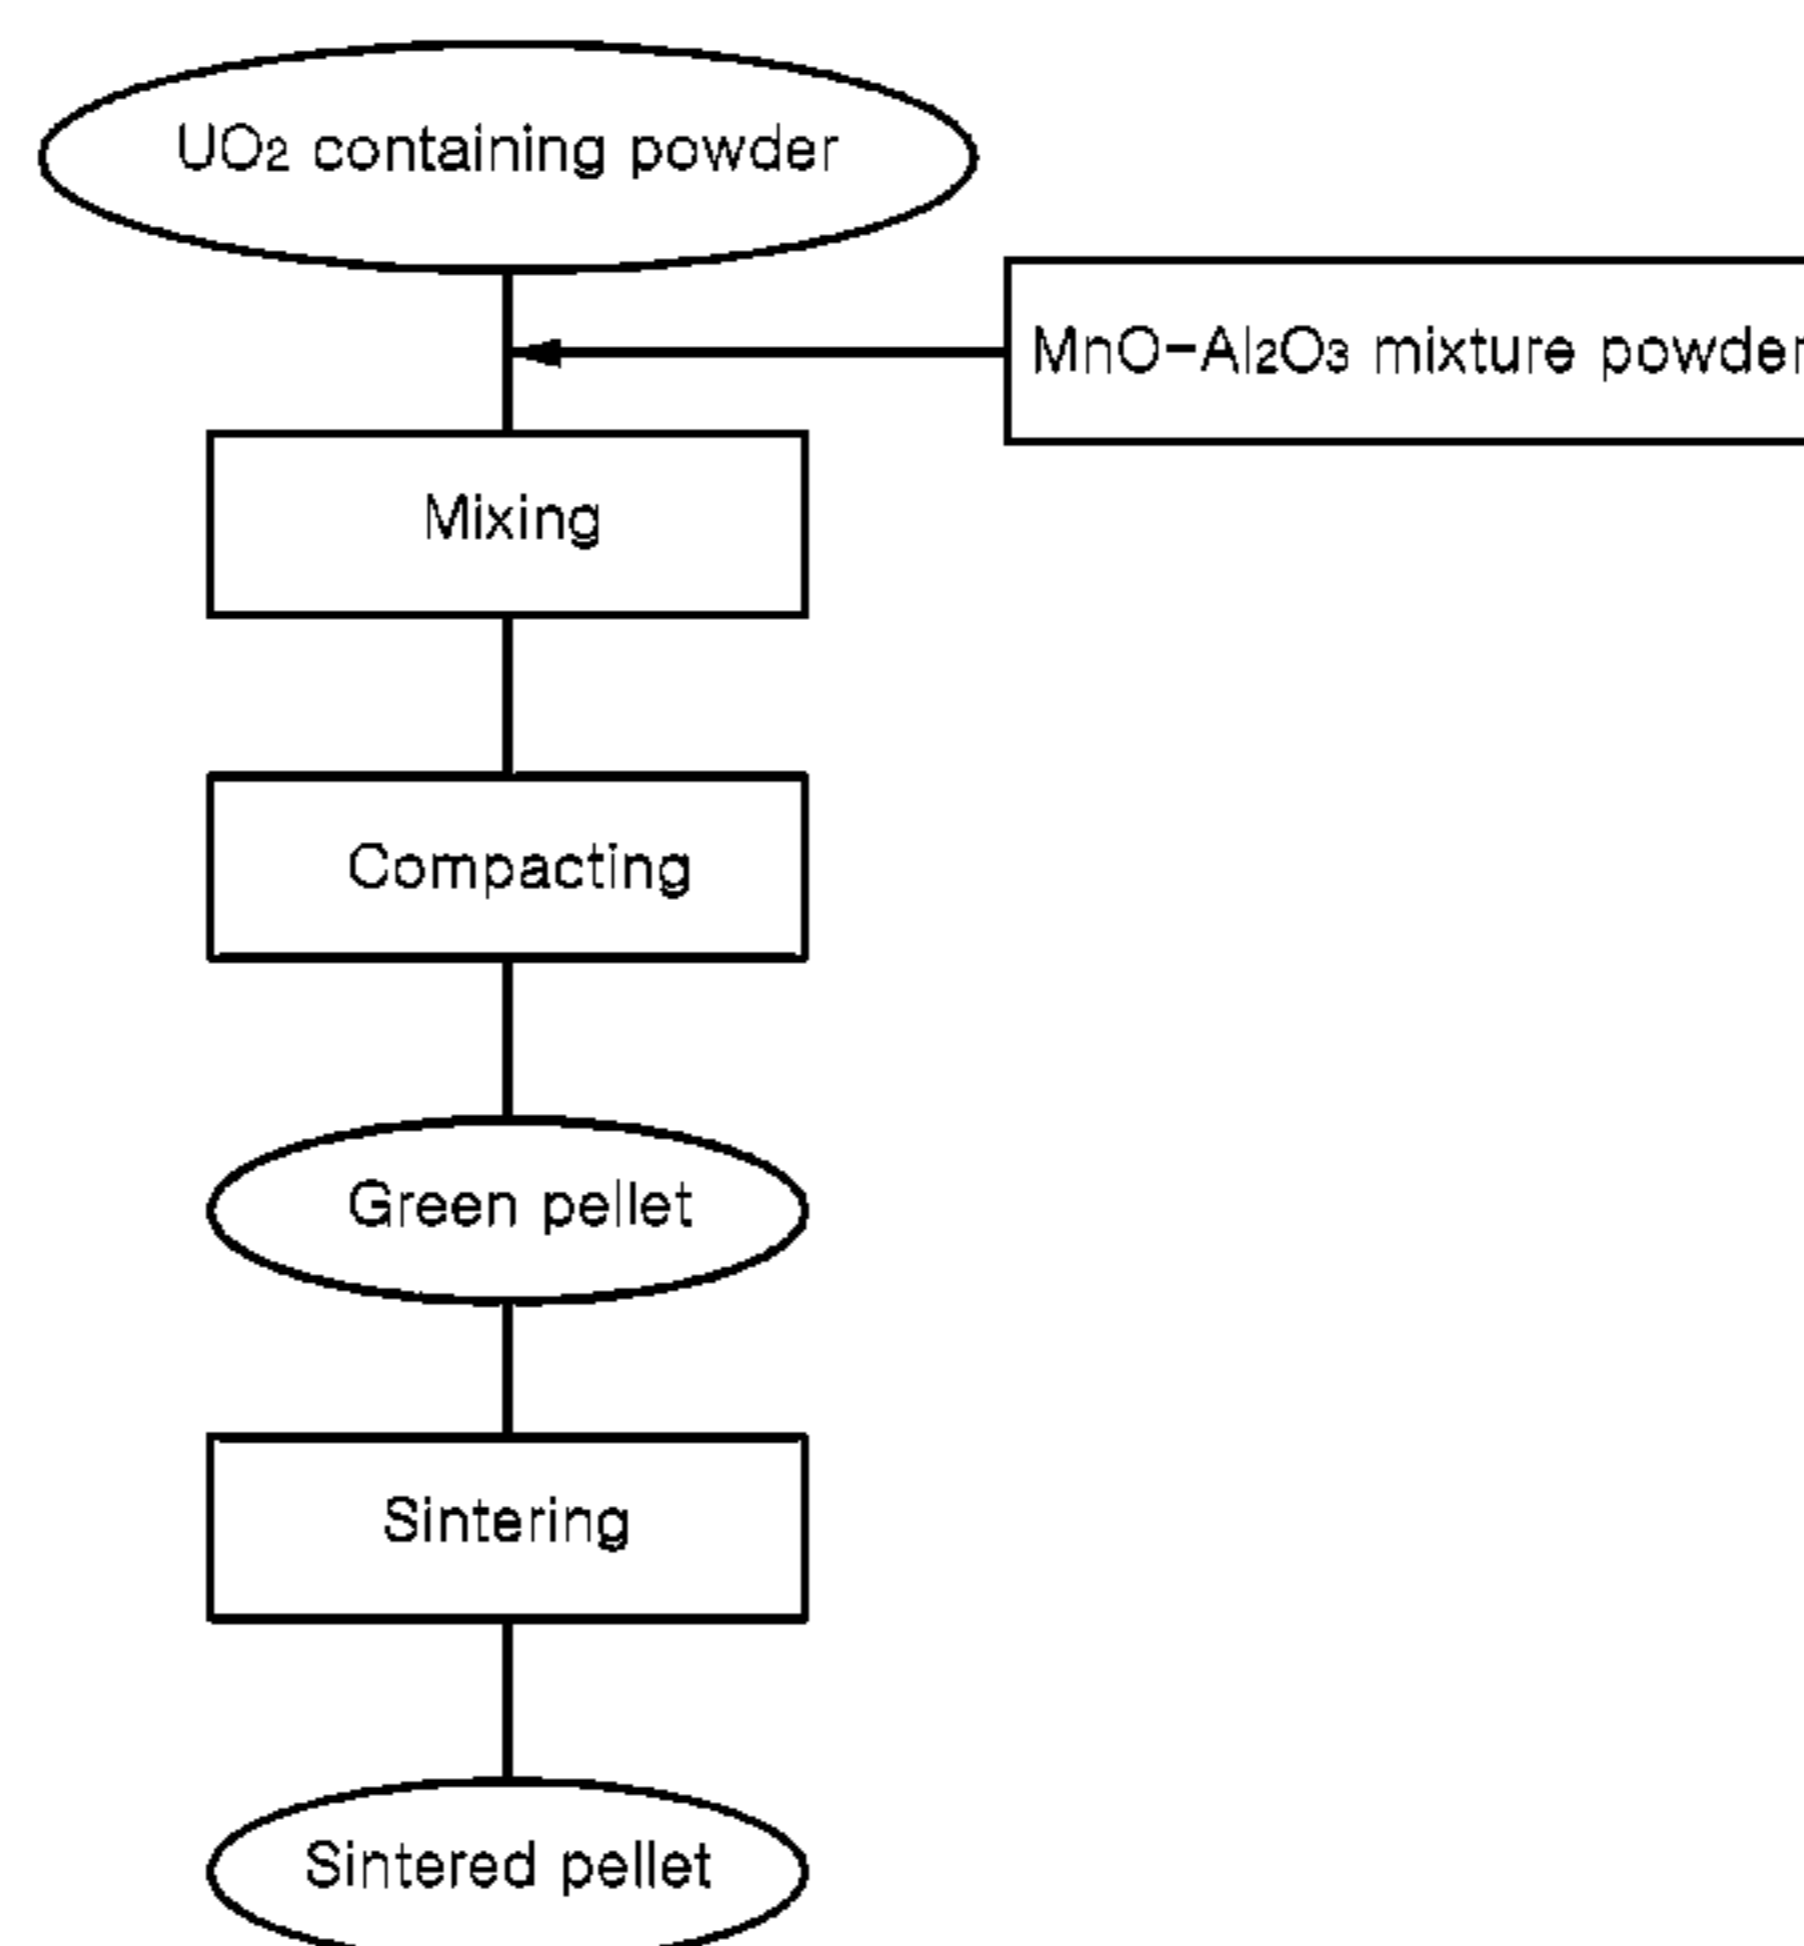 UO2 containing powder
MnO-Al2O3 mixture powder
Mixing
Compacting
Green pellet
Sintering
Sintered pellet